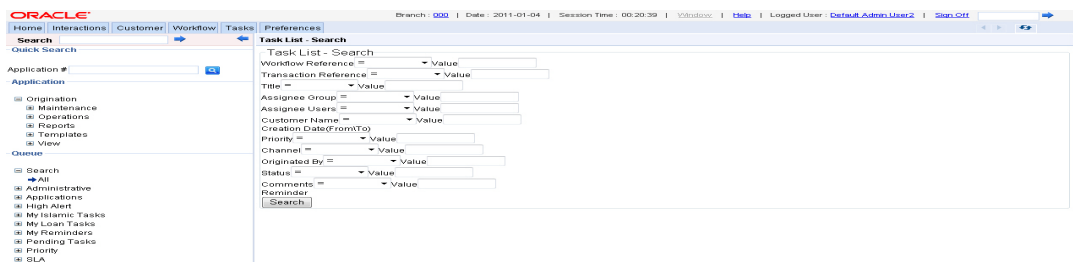 ORACLE
Branch : 000 | Date : 2011-01-04 | Session Time : 00:20:39 | Window | Help | Logged User : Default Admin User2 | Sign Off
Home Interactions Customer Workflow Tasks Preferences
Search
Task List - Search
Quick Search
Application #
Application
Origination
Maintenance
Operations
Reports
Templates
View
Queue
Search
All
Administrative
Applications
High Alert
My Islamic Tasks
My Loan Tasks
My Reminders
Pending Tasks
Priority
SLA
Task List - Search
Workflow Reference = Value
Transaction Reference = Value
Title = Value
Assignee Group = Value
Assignee Users = Value
Customer Name = Value
Creation Date(From\To)
Priority = Value
Channel = Value
Originated By = Value
Status = Value
Comments = Value
Reminder
Search